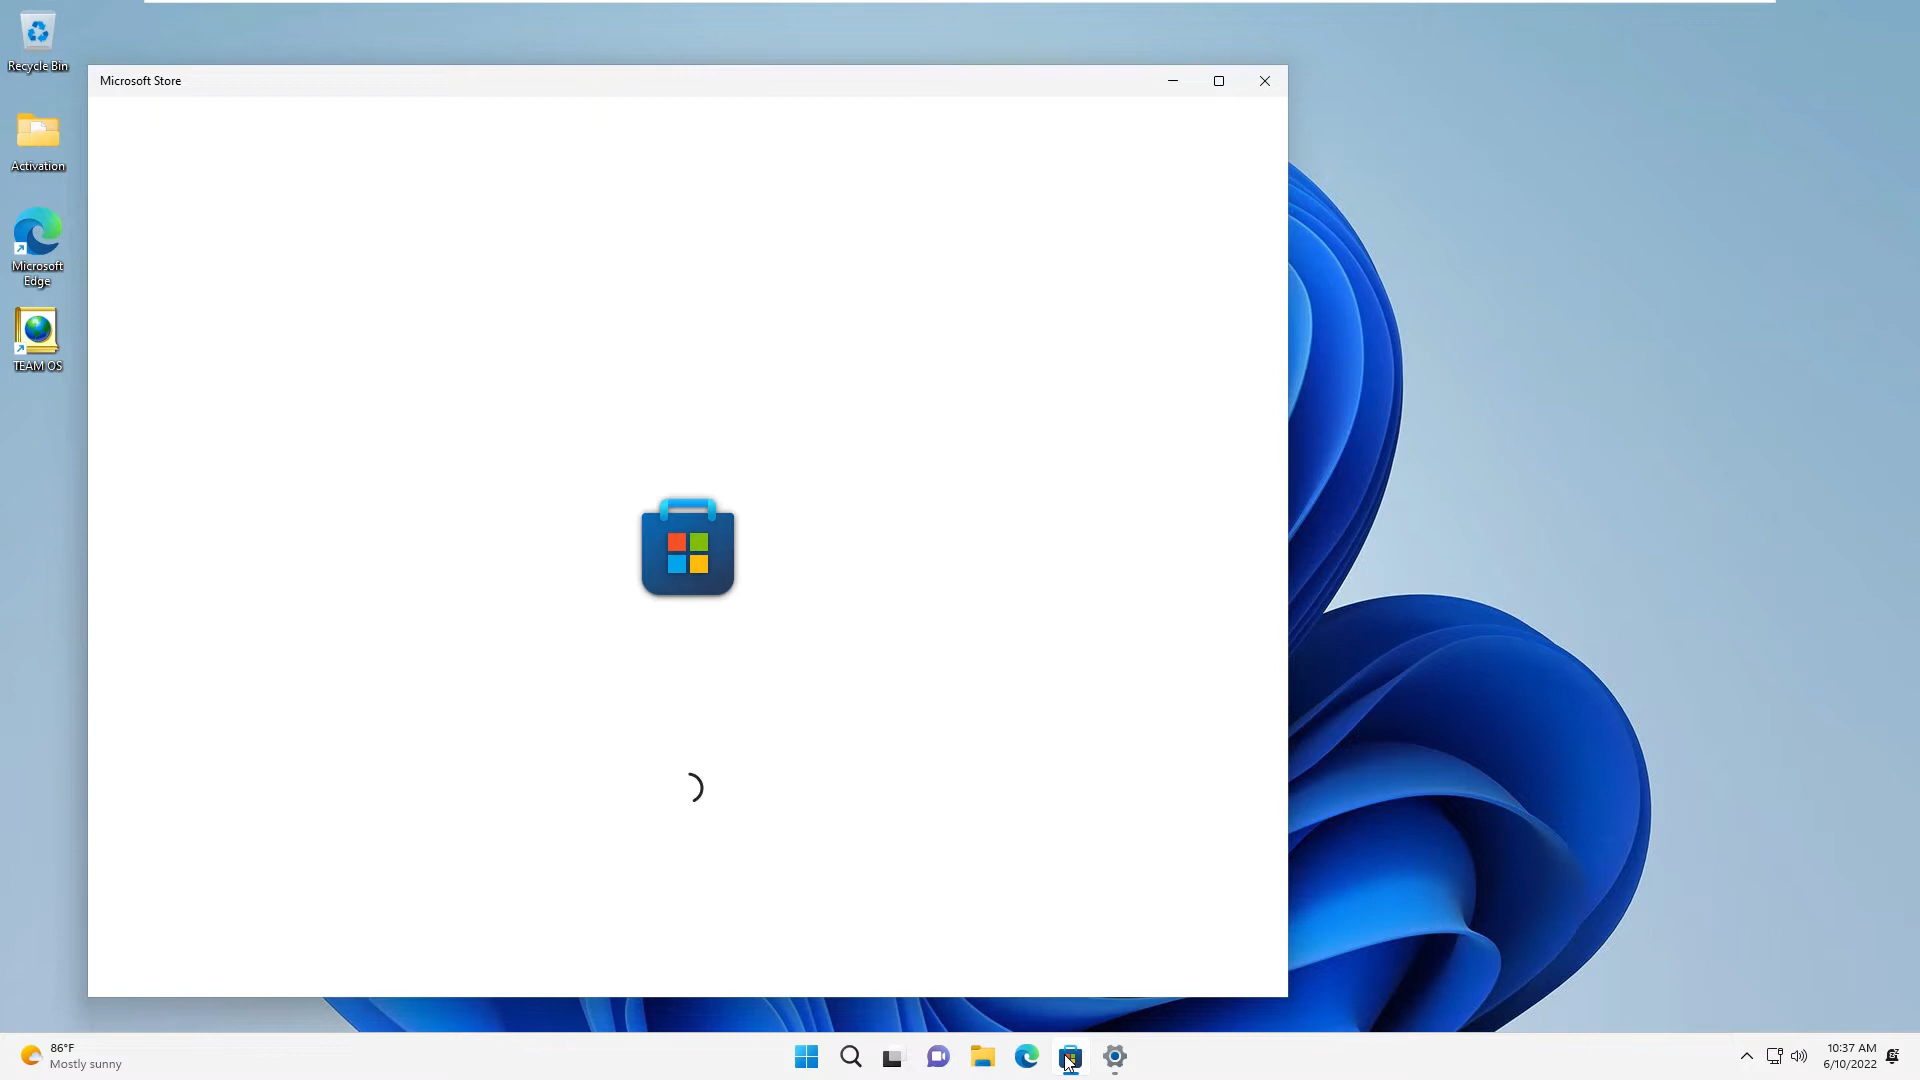 Recycle Bin
Activation
Microsoft
Edge
TEAM OS
Microsoft Store
86°F
Mostly sunny
10:37 AM
6/10/2022